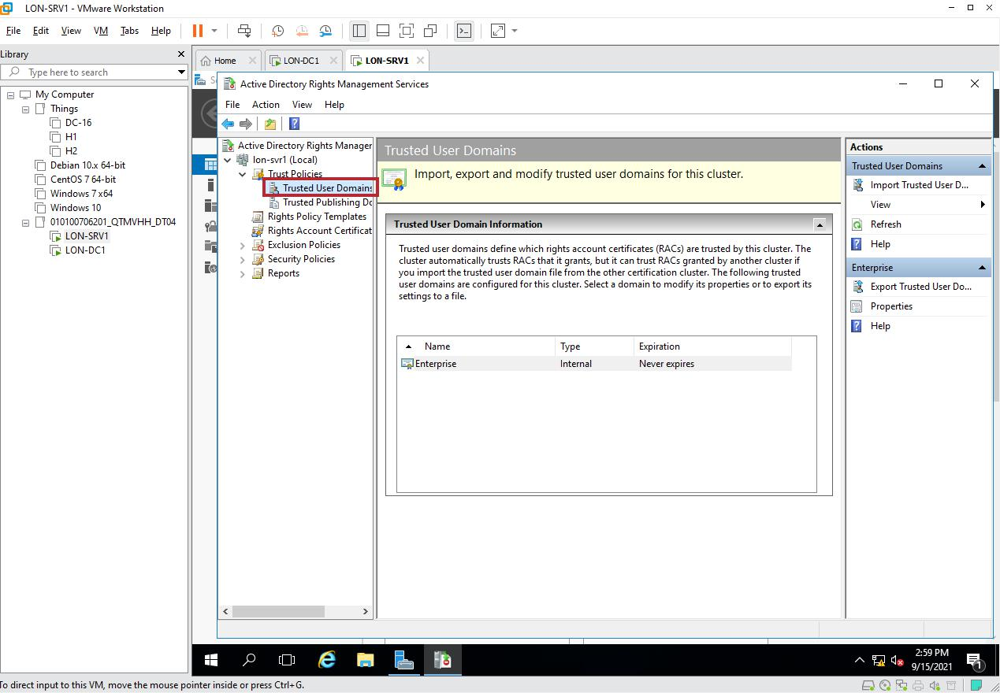 LON-SRV1 - VMware Workstation
File Edit View VM Tabs Help
Library
Type here to search
My Computer
Things
DC-16
H1
H2
Debian 10.x 64-bit
CentOS 7 64-bit
Windows 7 x64
Windows 10
010100706201_QTMVHH_DT04
LON-SRV1
LON-DC1
Home LON-DC1 LON-SRV1
Active Directory Rights Management Services
File Action View Help
Active Directory Rights Manager
lon-svr1 (Local)
Trust Policies
Trusted User Domains
Trusted Publishing Do
Rights Policy Templates
Rights Account Certificat
Exclusion Policies
Security Policies
Reports
Trusted User Domains
Import, export and modify trusted user domains for this cluster.
Trusted User Domain Information
Trusted user domains define which rights account certificates (RACs) are trusted by this cluster. The
cluster automatically trusts RACs that it grants, but it can trust RACs granted by another cluster if
you import the trusted user domain file from the other certification cluster. The following trusted
user domains are configured for this cluster. Select a domain to modify its properties or to export its
settings to a file.
Name Type Expiration
Enterprise Internal Never expires
Actions
Trusted User Domains
Import Trusted User D...
View
Refresh
Help
Enterprise
Export Trusted User Do...
Properties
Help
2:59 PM
9/15/2021
1
To direct input to this VM, move the mouse pointer inside or press Ctrl+G.